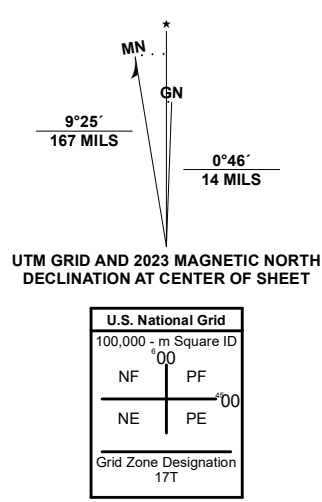 ★
MN
GN
9°25´
167 MILS
0°46´
14 MILS
UTM GRID AND 2023 MAGNETIC NORTH
DECLINATION AT CENTER OF SHEET
U.S. National Grid
100,000 - m Square ID
⁶00
NF PF
⁴⁵00
NE PE
Grid Zone Designation
17T